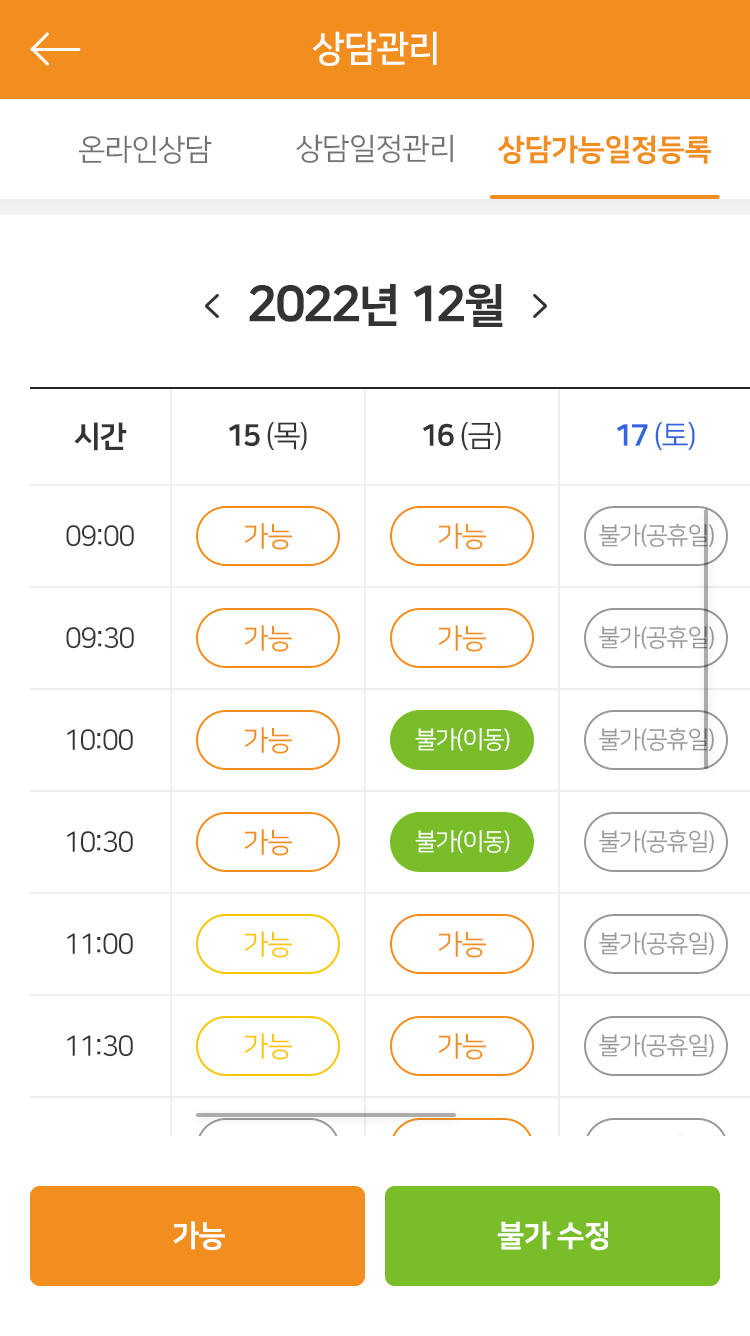 상담관리
온라인상담 상담일정관리 상담가능일정등록
2022년 12월
시간 15 (목) 16 (금) 17 (토)
09:00 가능 가능 불가(공휴일)
09:30 가능 가능 불가(공휴일)
10:00 가능 불가(이동) 불가(공휴일)
10:30 가능 불가(이동) 불가(공휴일)
11:00 가능 가능 불가(공휴일)
11:30 가능 가능 불가(공휴일)
가능 불가 수정